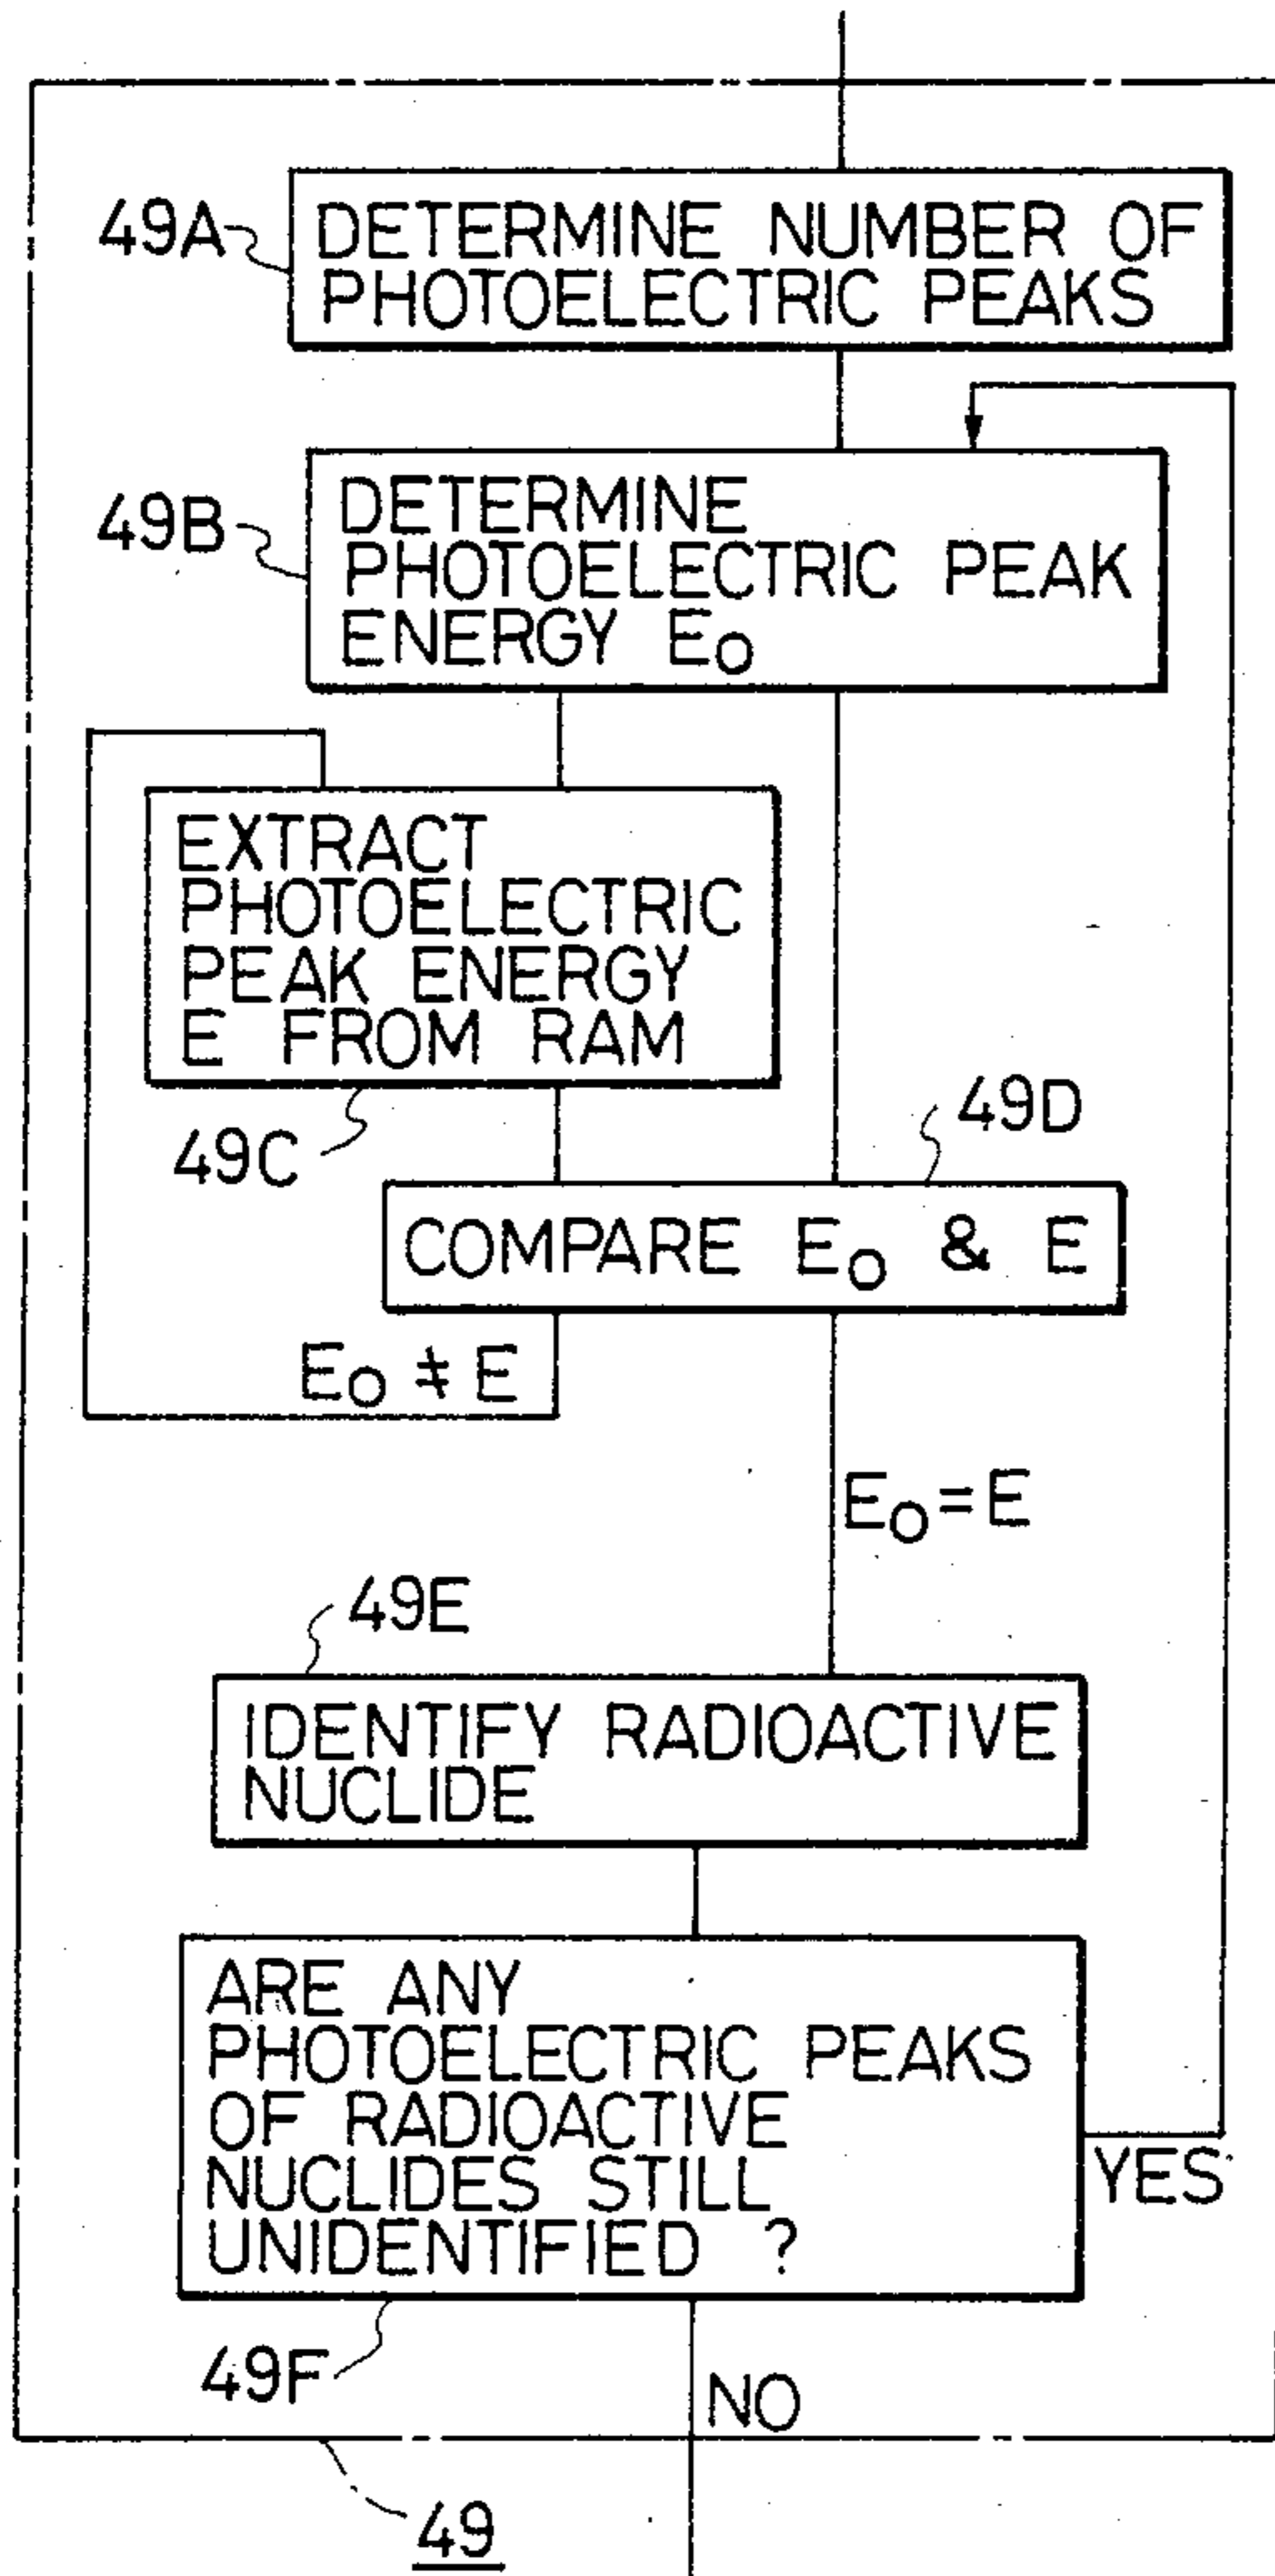 49A
DETERMINE NUMBER OF
PHOTOELECTRIC PEAKS
49B
DETERMINE
PHOTOELECTRIC PEAK
ENERGY E₀
EXTRACT
PHOTOELECTRIC
PEAK ENERGY
E FROM RAM
49C
49D
COMPARE E₀ & E
E₀ ≠ E
E₀ = E
49E
IDENTIFY RADIOACTIVE
NUCLIDE
ARE ANY
PHOTOELECTRIC PEAKS
OF RADIOACTIVE
NUCLIDES STILL
UNIDENTIFIED ?
YES
49F
NO
49